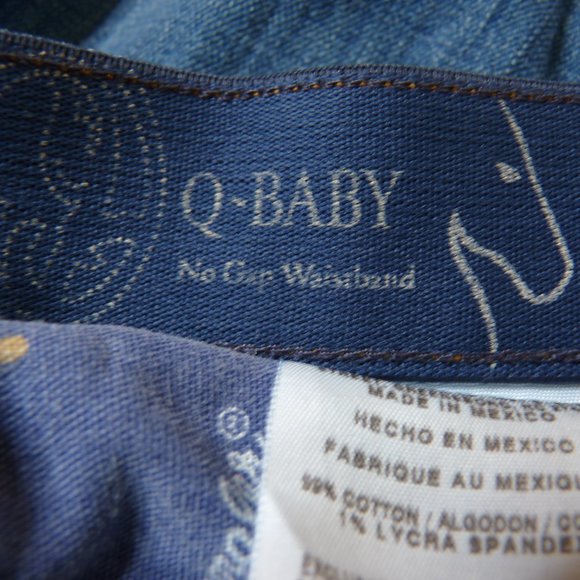 Q~BABY
No Gap Waistband
MADE IN MEXICO
HECHO EN MEXICO
FABRIQUÉ AU MEXIQU
99% COTTON / ALGODON / CO
1% LYCRA SPANDEX
®